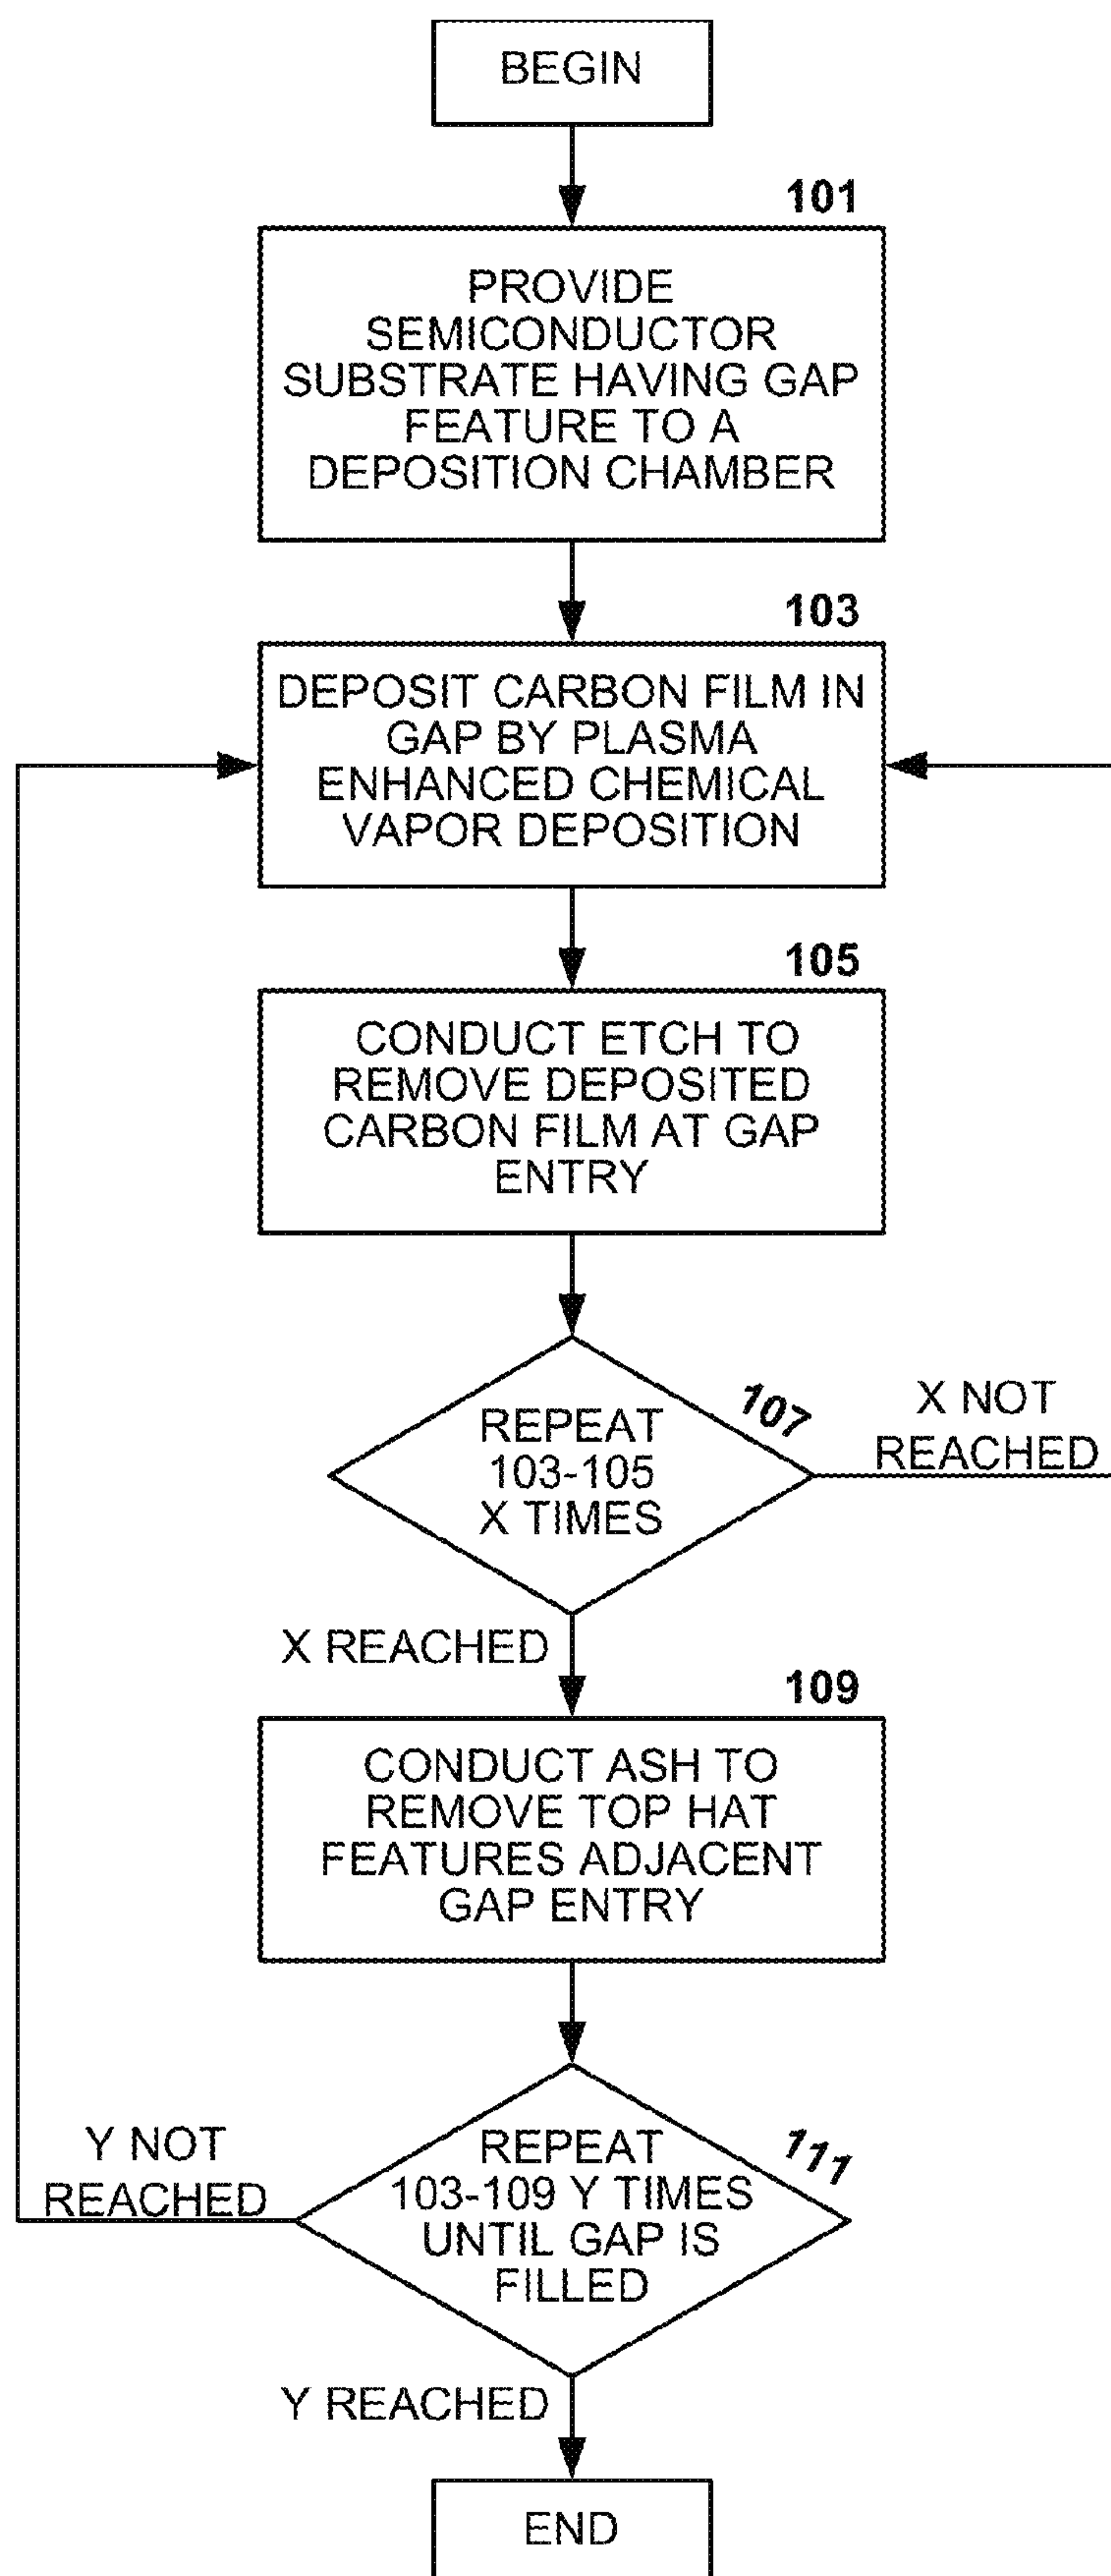 BEGIN
101
PROVIDE
SEMICONDUCTOR
SUBSTRATE HAVING GAP
FEATURE TO A
DEPOSITION CHAMBER
103
DEPOSIT CARBON FILM IN
GAP BY PLASMA
ENHANCED CHEMICAL
VAPOR DEPOSITION
105
CONDUCT ETCH TO
REMOVE DEPOSITED
CARBON FILM AT GAP
ENTRY
107
REPEAT
103-105
X TIMES
X NOT
REACHED
X REACHED
109
CONDUCT ASH TO
REMOVE TOP HAT
FEATURES ADJACENT
GAP ENTRY
111
REPEAT
103-109 Y TIMES
UNTIL GAP IS
FILLED
Y NOT
REACHED
Y REACHED
END